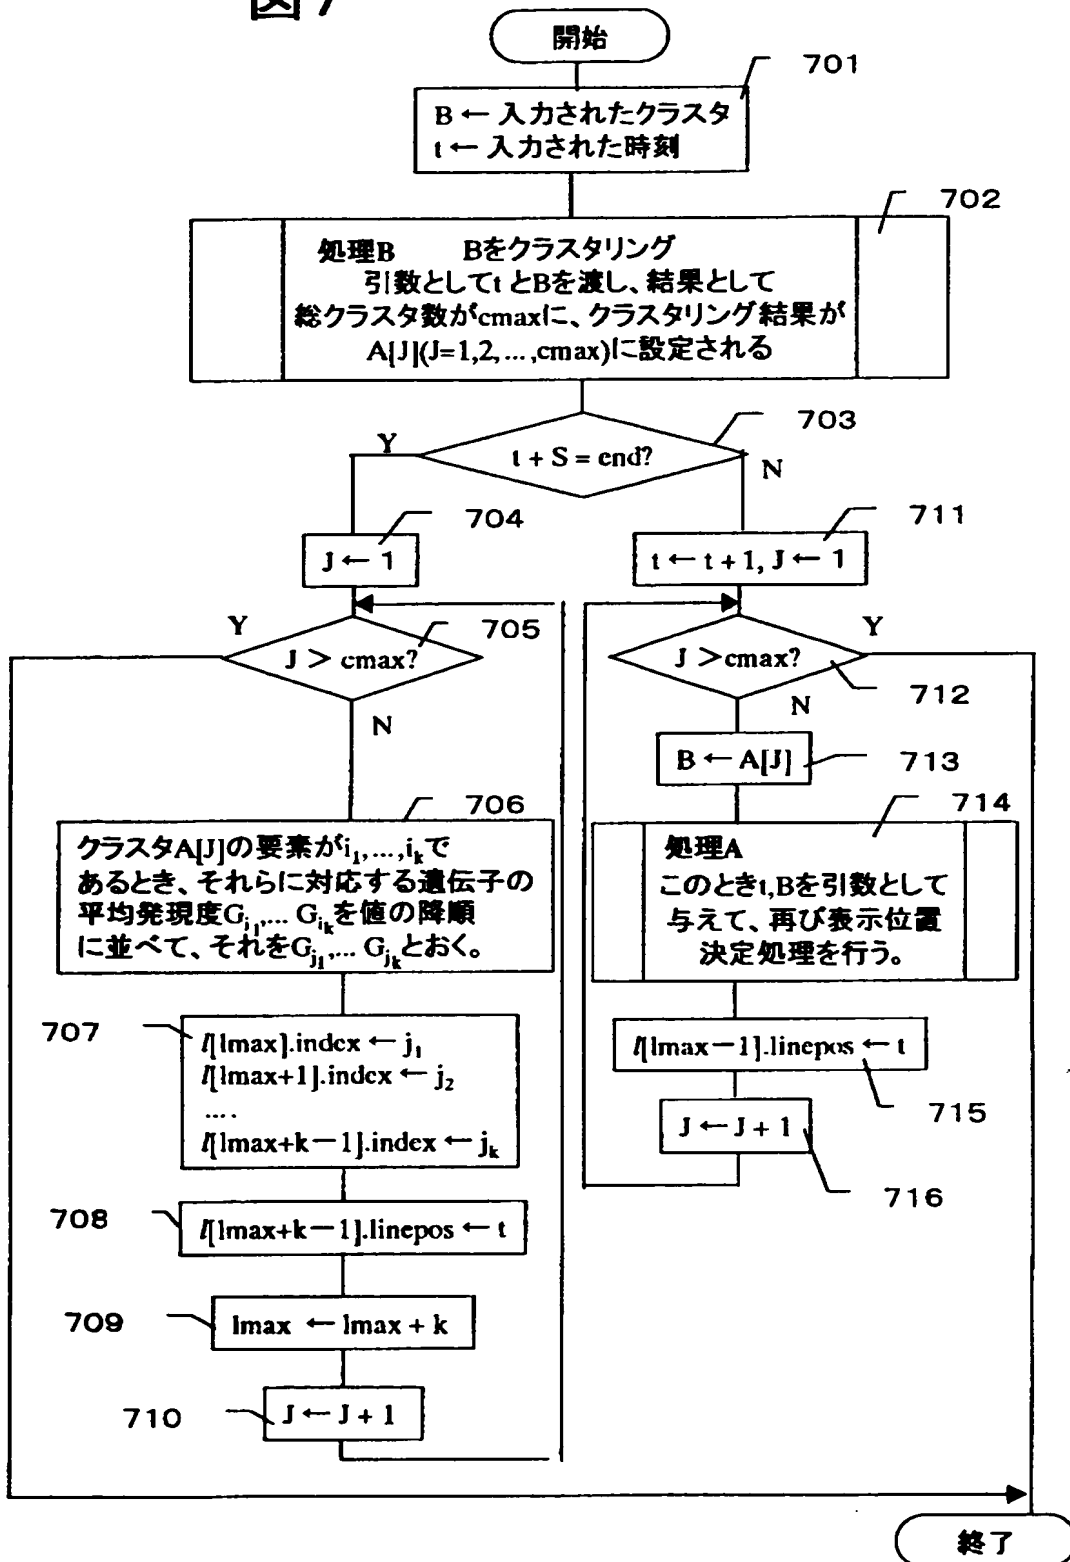 図7
開始
701
B ← 入力されたクラスタ
t ← 入力された時刻
702
処理B Bをクラスタリング
引数としてtとBを渡し、結果として
総クラスタ数がcmaxに、クラスタリング結果が
A[J](J=1,2,...,cmax)に設定される
703
t + S = end?
Y
N
704
J ← 1
711
t ← t + 1, J ← 1
Y
705
J > cmax?
N
J >cmax?
Y
712
N
B ← A[J]
713
706
クラスタA[J]の要素がi₁,...,iₖで
あるとき、それらに対応する遺伝子の
平均発現度G_{i₁},... G_{iₖ}を値の降順
に並べて、それをG_{j₁},... G_{jₖ}とおく。
714
処理A
このときt,Bを引数として
与えて、再び表示位置
決定処理を行う。
707
l[lmax].index ← j₁
l[lmax+1].index ← j₂
....
l[lmax+k−1].index ← jₖ
l[lmax−1].linepos ← t
715
J ← J + 1
716
708
l[lmax+k−1].linepos ← t
709
lmax ← lmax + k
710
J ← J + 1
終了